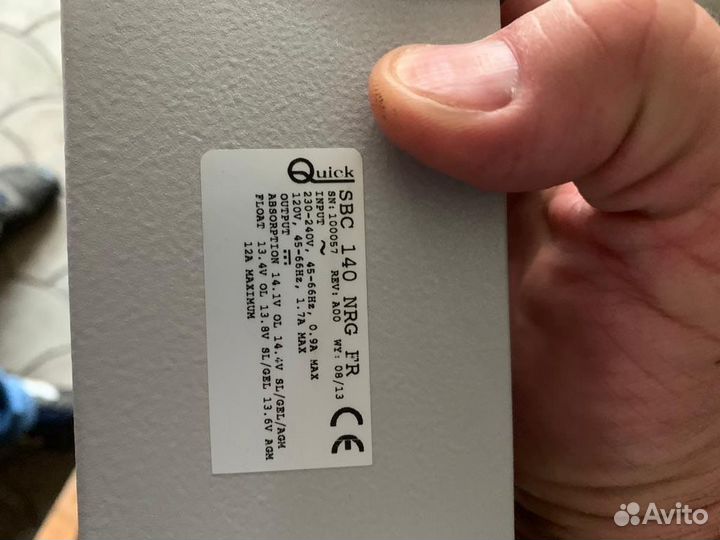 Quick
SBC 140 NRG FR
SN: 100057 REV: A00 WY: 08/13
INPUT ~
230-240V, 45-66Hz, 0.9A MAX
120V, 45-66Hz, 1.7A MAX
OUTPUT ⎓
ABSORPTION 14.1V OL 14.4V SL/GEL/AGM
FLOAT 13.4V OL 13.8V SL/GEL 13.6V AGM
12A MAXIMUM
CE
Avito